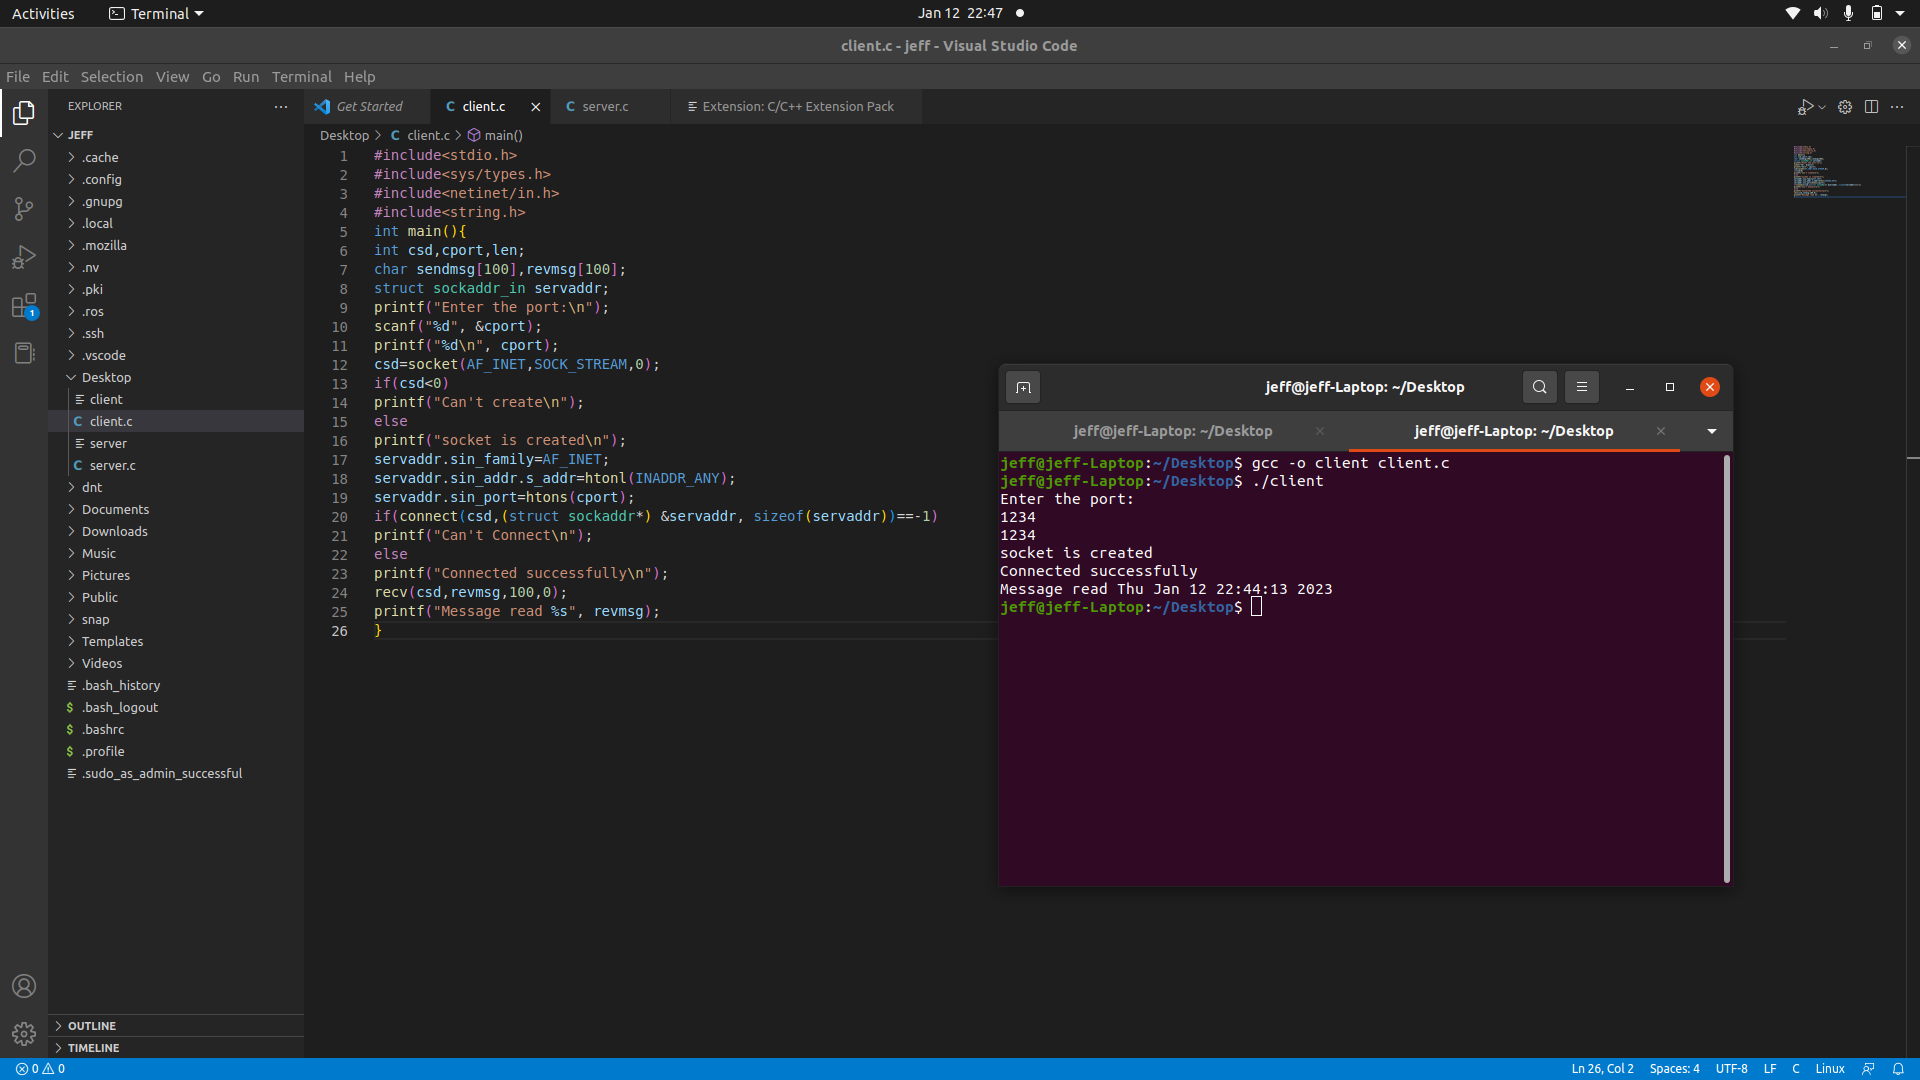 Activities Terminal Jan 12 22:47
client.c - jeff - Visual Studio Code
File Edit Selection View Go Run Terminal Help
EXPLORER
JEFF
.cache
.config
.gnupg
.local
.mozilla
.nv
.pki
.ros
.ssh
.vscode
Desktop
client
client.c
server
server.c
dnt
Documents
Downloads
Music
Pictures
Public
snap
Templates
Videos
.bash_history
.bash_logout
.bashrc
.profile
.sudo_as_admin_successful
OUTLINE
TIMELINE
1
Get Started client.c server.c Extension: C/C++ Extension Pack
Desktop > C client.c > main()
1 #include<stdio.h>
2 #include<sys/types.h>
3 #include<netinet/in.h>
4 #include<string.h>
5 int main(){
6 int csd,cport,len;
7 char sendmsg[100],revmsg[100];
8 struct sockaddr_in servaddr;
9 printf("Enter the port:\n");
10 scanf("%d", &cport);
11 printf("%d\n", cport);
12 csd=socket(AF_INET,SOCK_STREAM,0);
13 if(csd<0)
14 printf("Can't create\n");
15 else
16 printf("socket is created\n");
17 servaddr.sin_family=AF_INET;
18 servaddr.sin_addr.s_addr=htonl(INADDR_ANY);
19 servaddr.sin_port=htons(cport);
20 if(connect(csd,(struct sockaddr*) &servaddr, sizeof(servaddr))==-1)
21 printf("Can't Connect\n");
22 else
23 printf("Connected successfully\n");
24 recv(csd,revmsg,100,0);
25 printf("Message read %s", revmsg);
26 }
jeff@jeff-Laptop: ~/Desktop
jeff@jeff-Laptop: ~/Desktop jeff@jeff-Laptop: ~/Desktop
jeff@jeff-Laptop:~/Desktop$ gcc -o client client.c
jeff@jeff-Laptop:~/Desktop$ ./client
Enter the port:
1234
1234
socket is created
Connected successfully
Message read Thu Jan 12 22:44:13 2023
jeff@jeff-Laptop:~/Desktop$
0 0 Ln 26, Col 2 Spaces: 4 UTF-8 LF C Linux